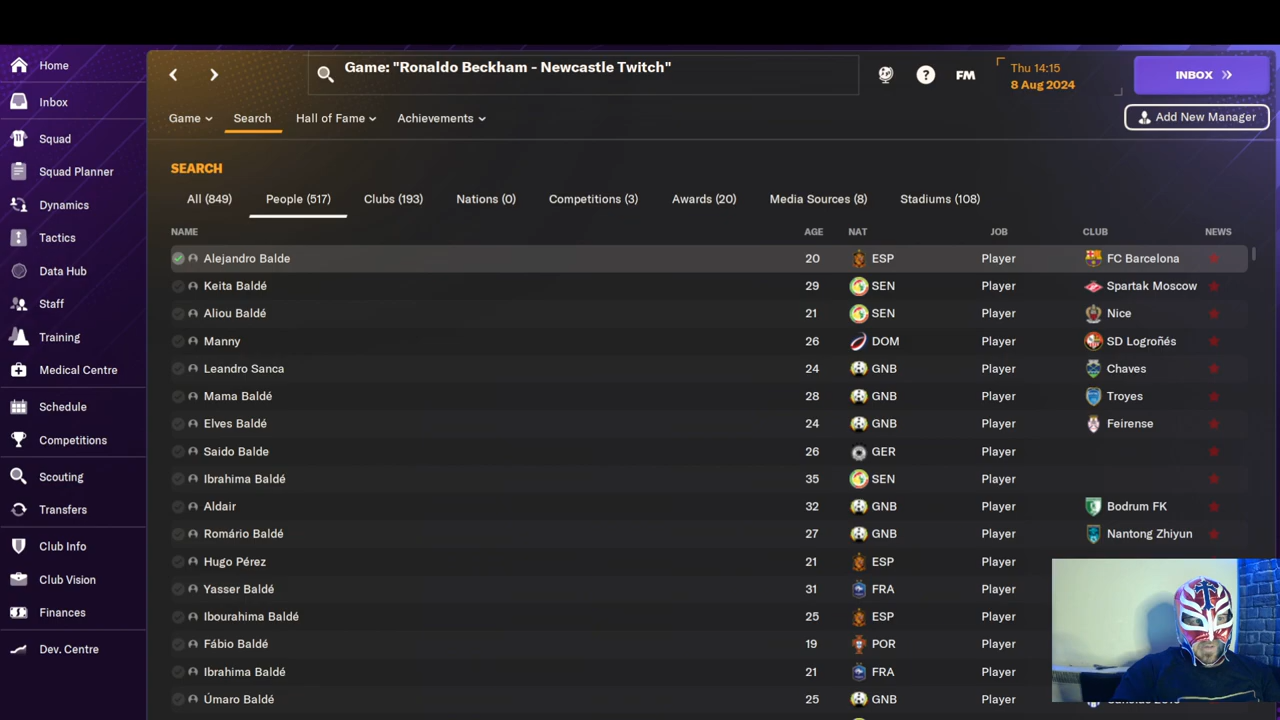 Game: "Ronaldo Beckham - Newcastle Twitch"
FM
Thu 14:15
8 Aug 2024
INBOX
Home
Inbox
Squad
Squad Planner
Dynamics
Tactics
Data Hub
Staff
Training
Medical Centre
Schedule
Competitions
Scouting
Transfers
Club Info
Club Vision
Finances
Dev. Centre
Game Search Hall of Fame Achievements
Add New Manager
SEARCH
All (849) People (517) Clubs (193) Nations (0) Competitions (3) Awards (20) Media Sources (8) Stadiums (108)
NAME AGE NAT JOB CLUB NEWS
Alejandro Balde 20 ESP Player FC Barcelona
Keita Baldé 29 SEN Player Spartak Moscow
Aliou Baldé 21 SEN Player Nice
Manny 26 DOM Player SD Logroñés
Leandro Sanca 24 GNB Player Chaves
Mama Baldé 28 GNB Player Troyes
Elves Baldé 24 GNB Player Feirense
Saido Balde 26 GER Player
Ibrahima Baldé 35 SEN Player
Aldair 32 GNB Player Bodrum FK
Romário Baldé 27 GNB Player Nantong Zhiyun
Hugo Pérez 21 ESP Player
Yasser Baldé 31 FRA Player
Ibourahima Baldé 25 ESP Player
Fábio Baldé 19 POR Player
Ibrahima Baldé 21 FRA Player
Úmaro Baldé 25 GNB Player